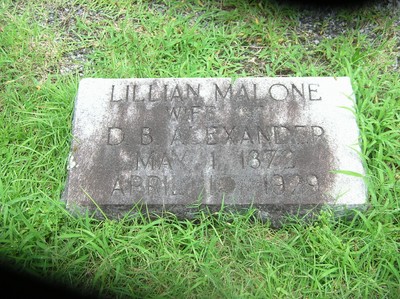 LILLIAN MALONE
WIFE
D. B. ALEXANDER
MAY 1, 1872
APRIL 1929